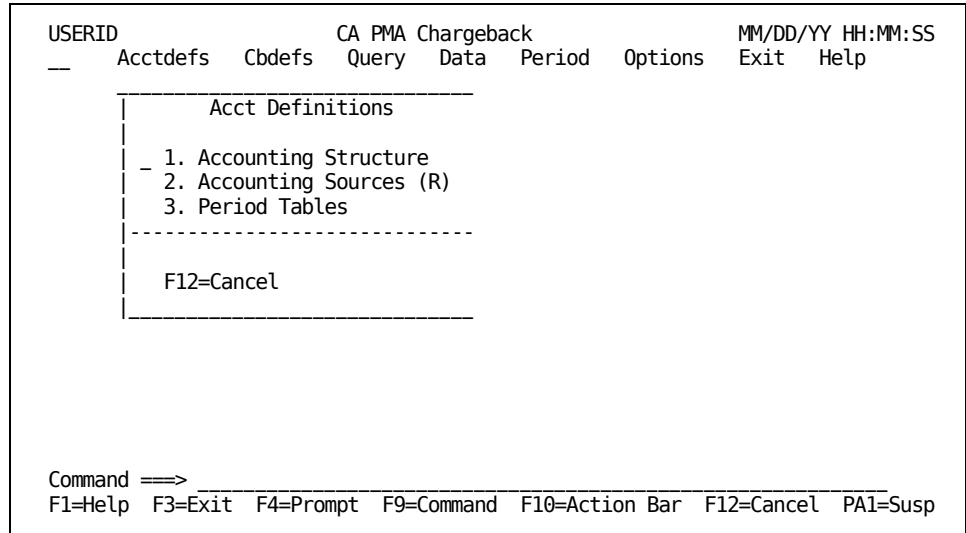 USERID CA PMA Chargeback MM/DD/YY HH:MM:SS
__ Acctdefs Cbdefs Query Data Period Options Exit Help
Acct Definitions
_ 1. Accounting Structure
2. Accounting Sources (R)
3. Period Tables
------------------------------
F12=Cancel
Command ===> ____________________________________________________________
F1=Help F3=Exit F4=Prompt F9=Command F10=Action Bar F12=Cancel PA1=Susp